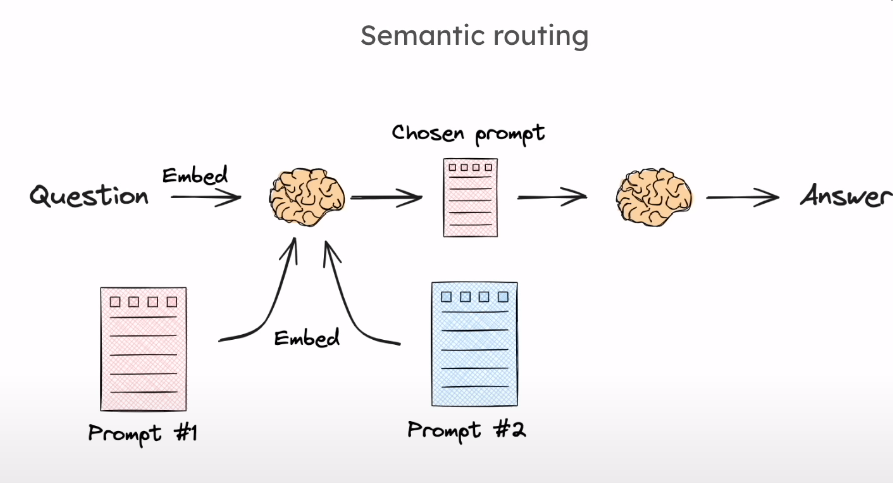 Semantic routing
Chosen prompt
Embed
Question
Answer
Embed
Prompt #1
Prompt #2